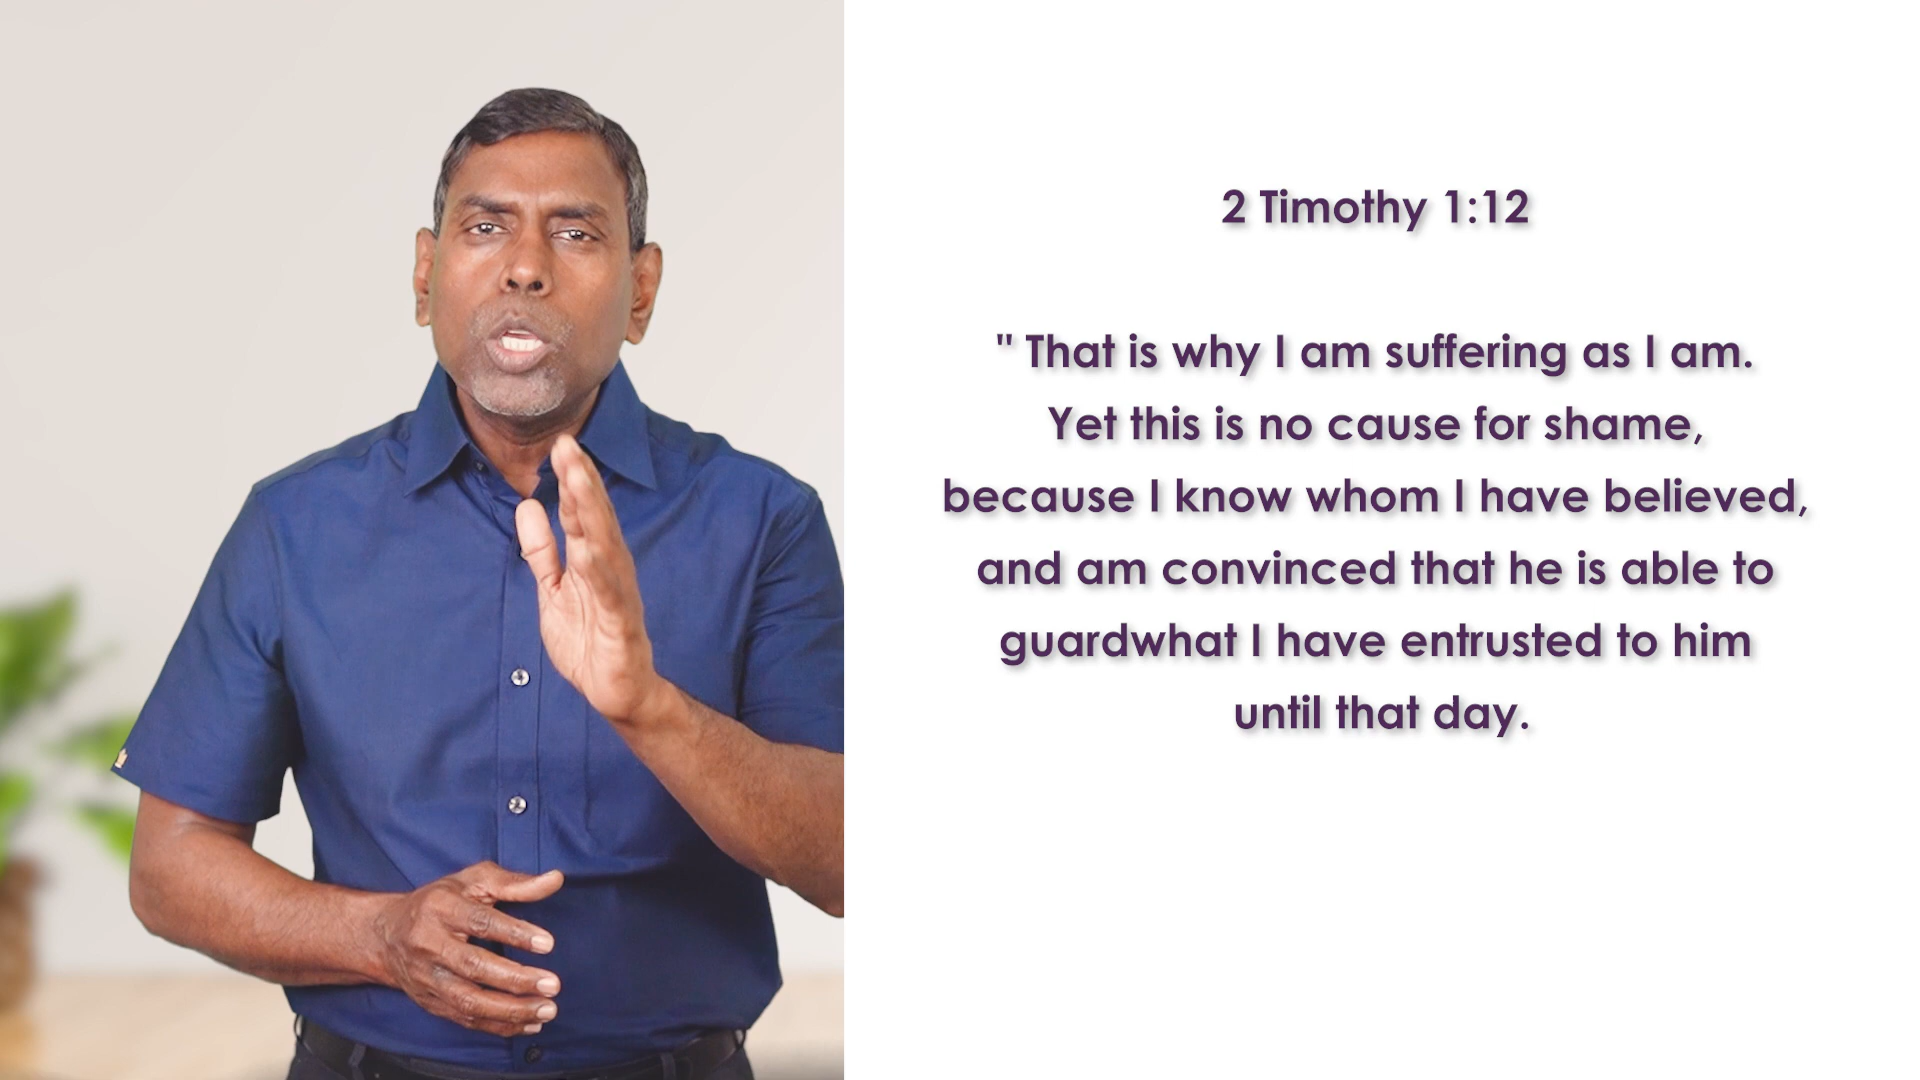 2 Timothy 1:12
" That is why I am suffering as I am.
Yet this is no cause for shame,
because I know whom I have believed,
and am convinced that he is able to
guardwhat I have entrusted to him
until that day.